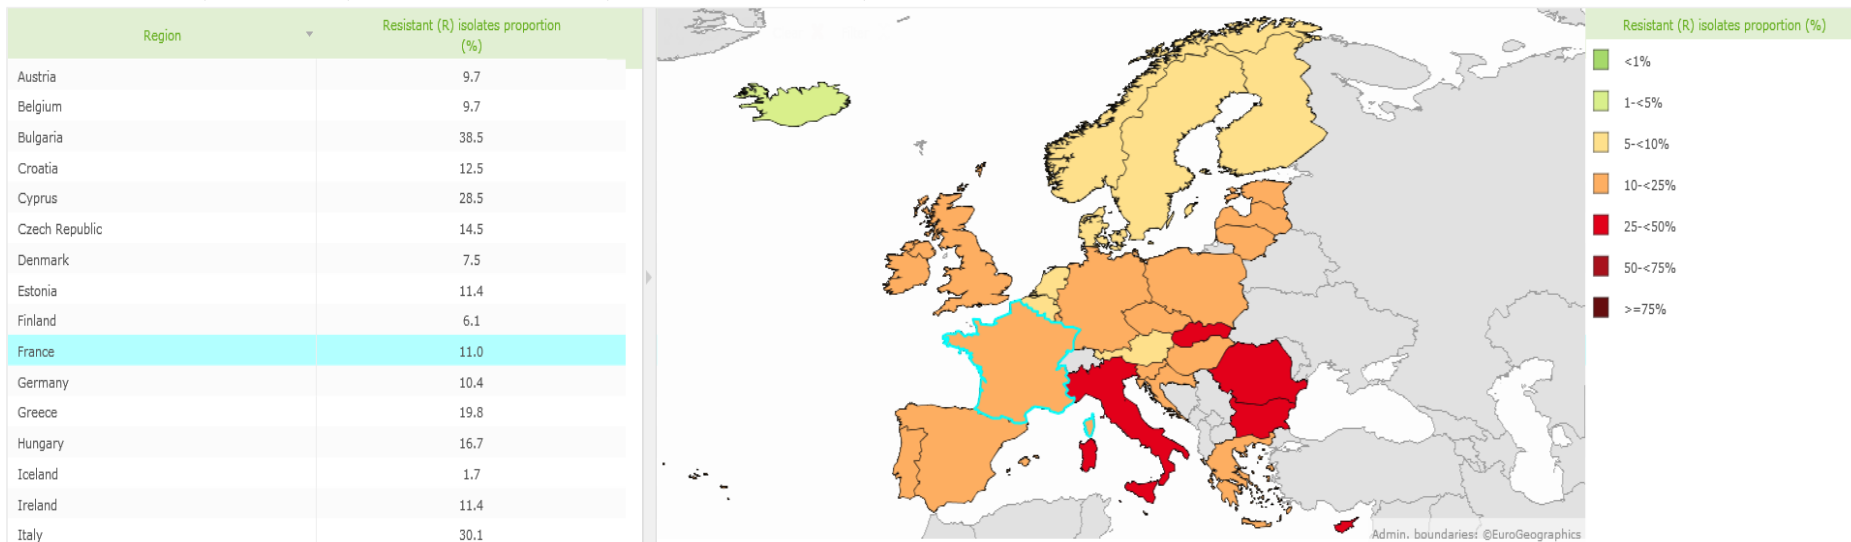 Region Resistant (R) isolates proportion
(%)
Austria 9.7
Belgium 9.7
Bulgaria 38.5
Croatia 12.5
Cyprus 28.5
Czech Republic 14.5
Denmark 7.5
Estonia 11.4
Finland 6.1
France 11.0
Germany 10.4
Greece 19.8
Hungary 16.7
Iceland 1.7
Ireland 11.4
Italy 30.1
Admin. boundaries: ©EuroGeographics
Resistant (R) isolates proportion (%)
<1%
1-<5%
5-<10%
10-<25%
25-<50%
50-<75%
>=75%